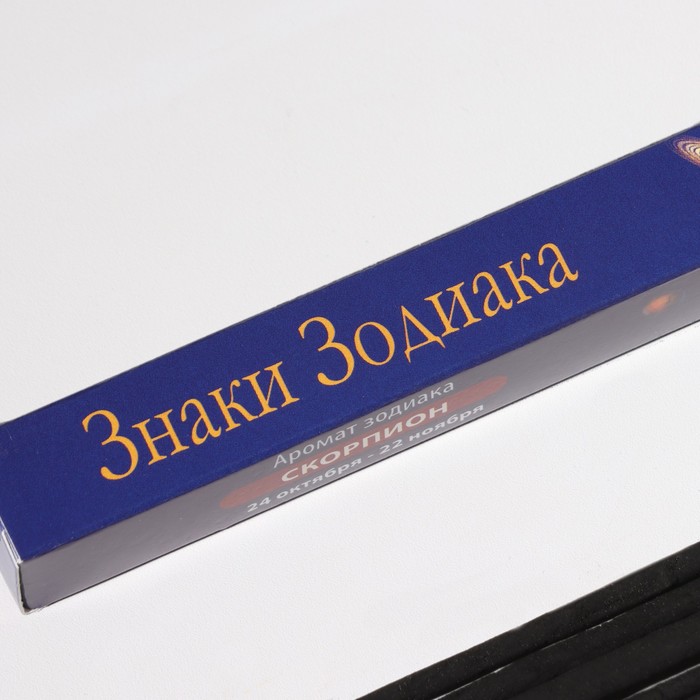 Знаки Зодиака
Аромат зодиака
СКОРПИОН
24 октября - 22 ноября